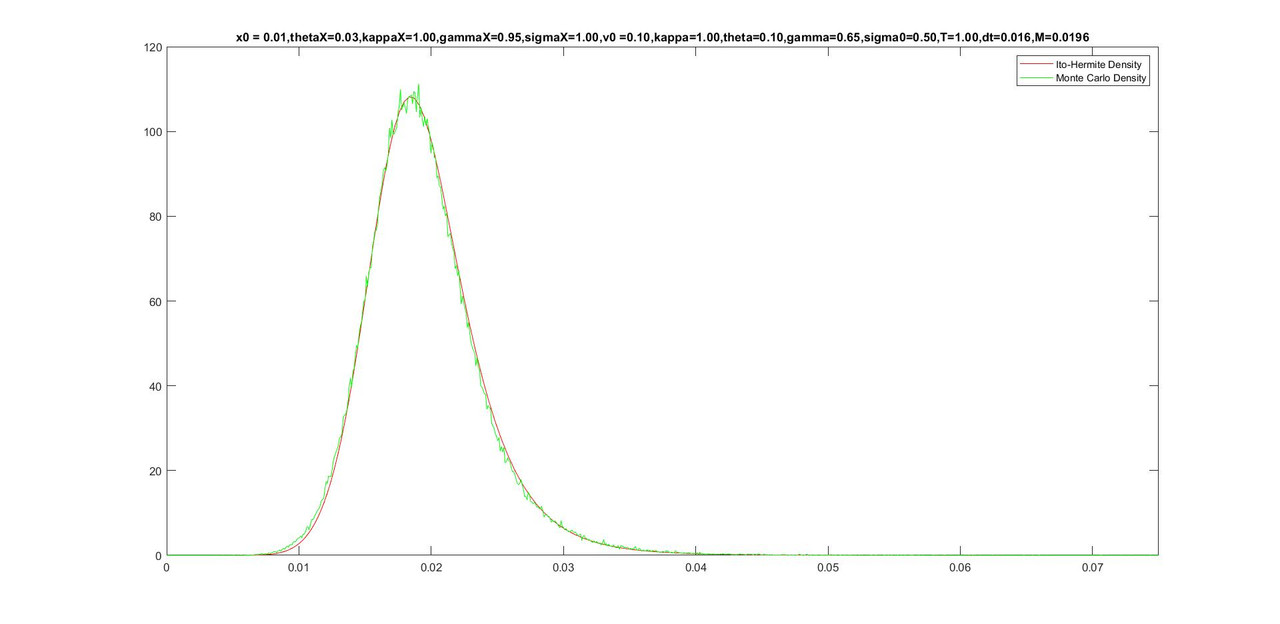 x0 = 0.01,thetaX=0.03,kappaX=1.00,gammaX=0.95,sigmaX=1.00,v0 =0.10,kappa=1.00,theta=0.10,gamma=0.65,sigma0=0.50,T=1.00,dt=0.016,M=0.0196
120
100
80
60
40
20
0
Ito-Hermite Density
Monte Carlo Density
0 0.01 0.02 0.03 0.04 0.05 0.06 0.07